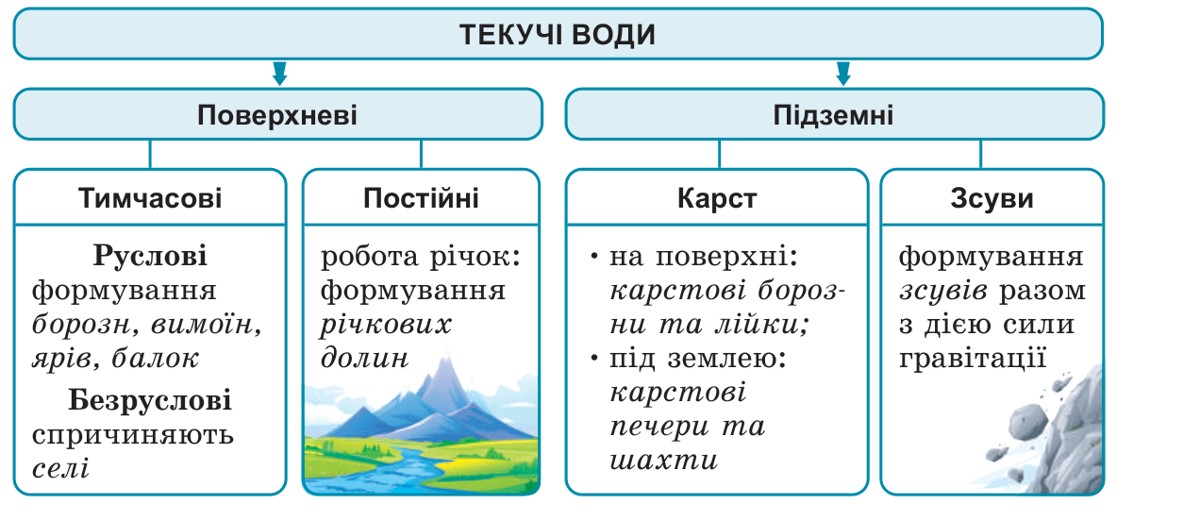 ТЕКУЧІ ВОДИ
Поверхневі
Підземні
Тимчасові
Руслові
формування
борозн, вимоїн,
ярів, балок
Безруслові
спричиняють
селі
Постійні
робота річок:
формування
річкових
долин
Карст
• на поверхні:
карстові бороз-
ни та лійки;
• під землею:
карстові
печери та
шахти
Зсуви
формування
зсувів разом
з дією сили
гравітації